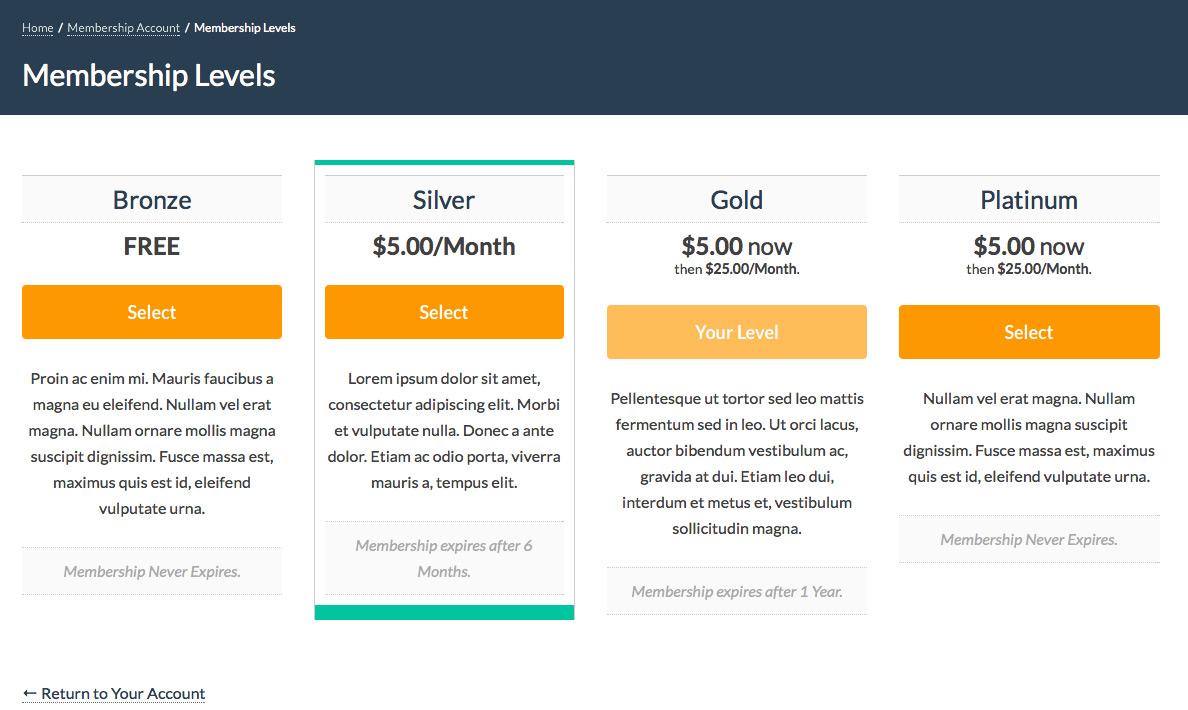 Home / Membership Account / Membership Levels
Membership Levels
Bronze
FREE
Select
Proin ac enim mi. Mauris faucibus a
magna eu eleifend. Nullam vel erat
magna. Nullam ornare mollis magna
suscipit dignissim. Fusce massa est,
maximus quis est id, eleifend
vulputate urna.
Membership Never Expires.
Silver
$5.00/Month
Select
Lorem ipsum dolor sit amet,
consectetur adipiscing elit. Morbi
et vulputate nulla. Donec a ante
dolor. Etiam ac odio porta, viverra
mauris a, tempus elit.
Membership expires after 6
Months.
Gold
$5.00 now
then $25.00/Month.
Your Level
Pellentesque ut tortor sed leo mattis
fermentum sed in leo. Ut orci lacus,
auctor bibendum vestibulum ac,
gravida at dui. Etiam leo dui,
interdum et metus et, vestibulum
sollicitudin magna.
Membership expires after 1 Year.
Platinum
$5.00 now
then $25.00/Month.
Select
Nullam vel erat magna. Nullam
ornare mollis magna suscipit
dignissim. Fusce massa est, maximus
quis est id, eleifend vulputate urna.
Membership Never Expires.
← Return to Your Account